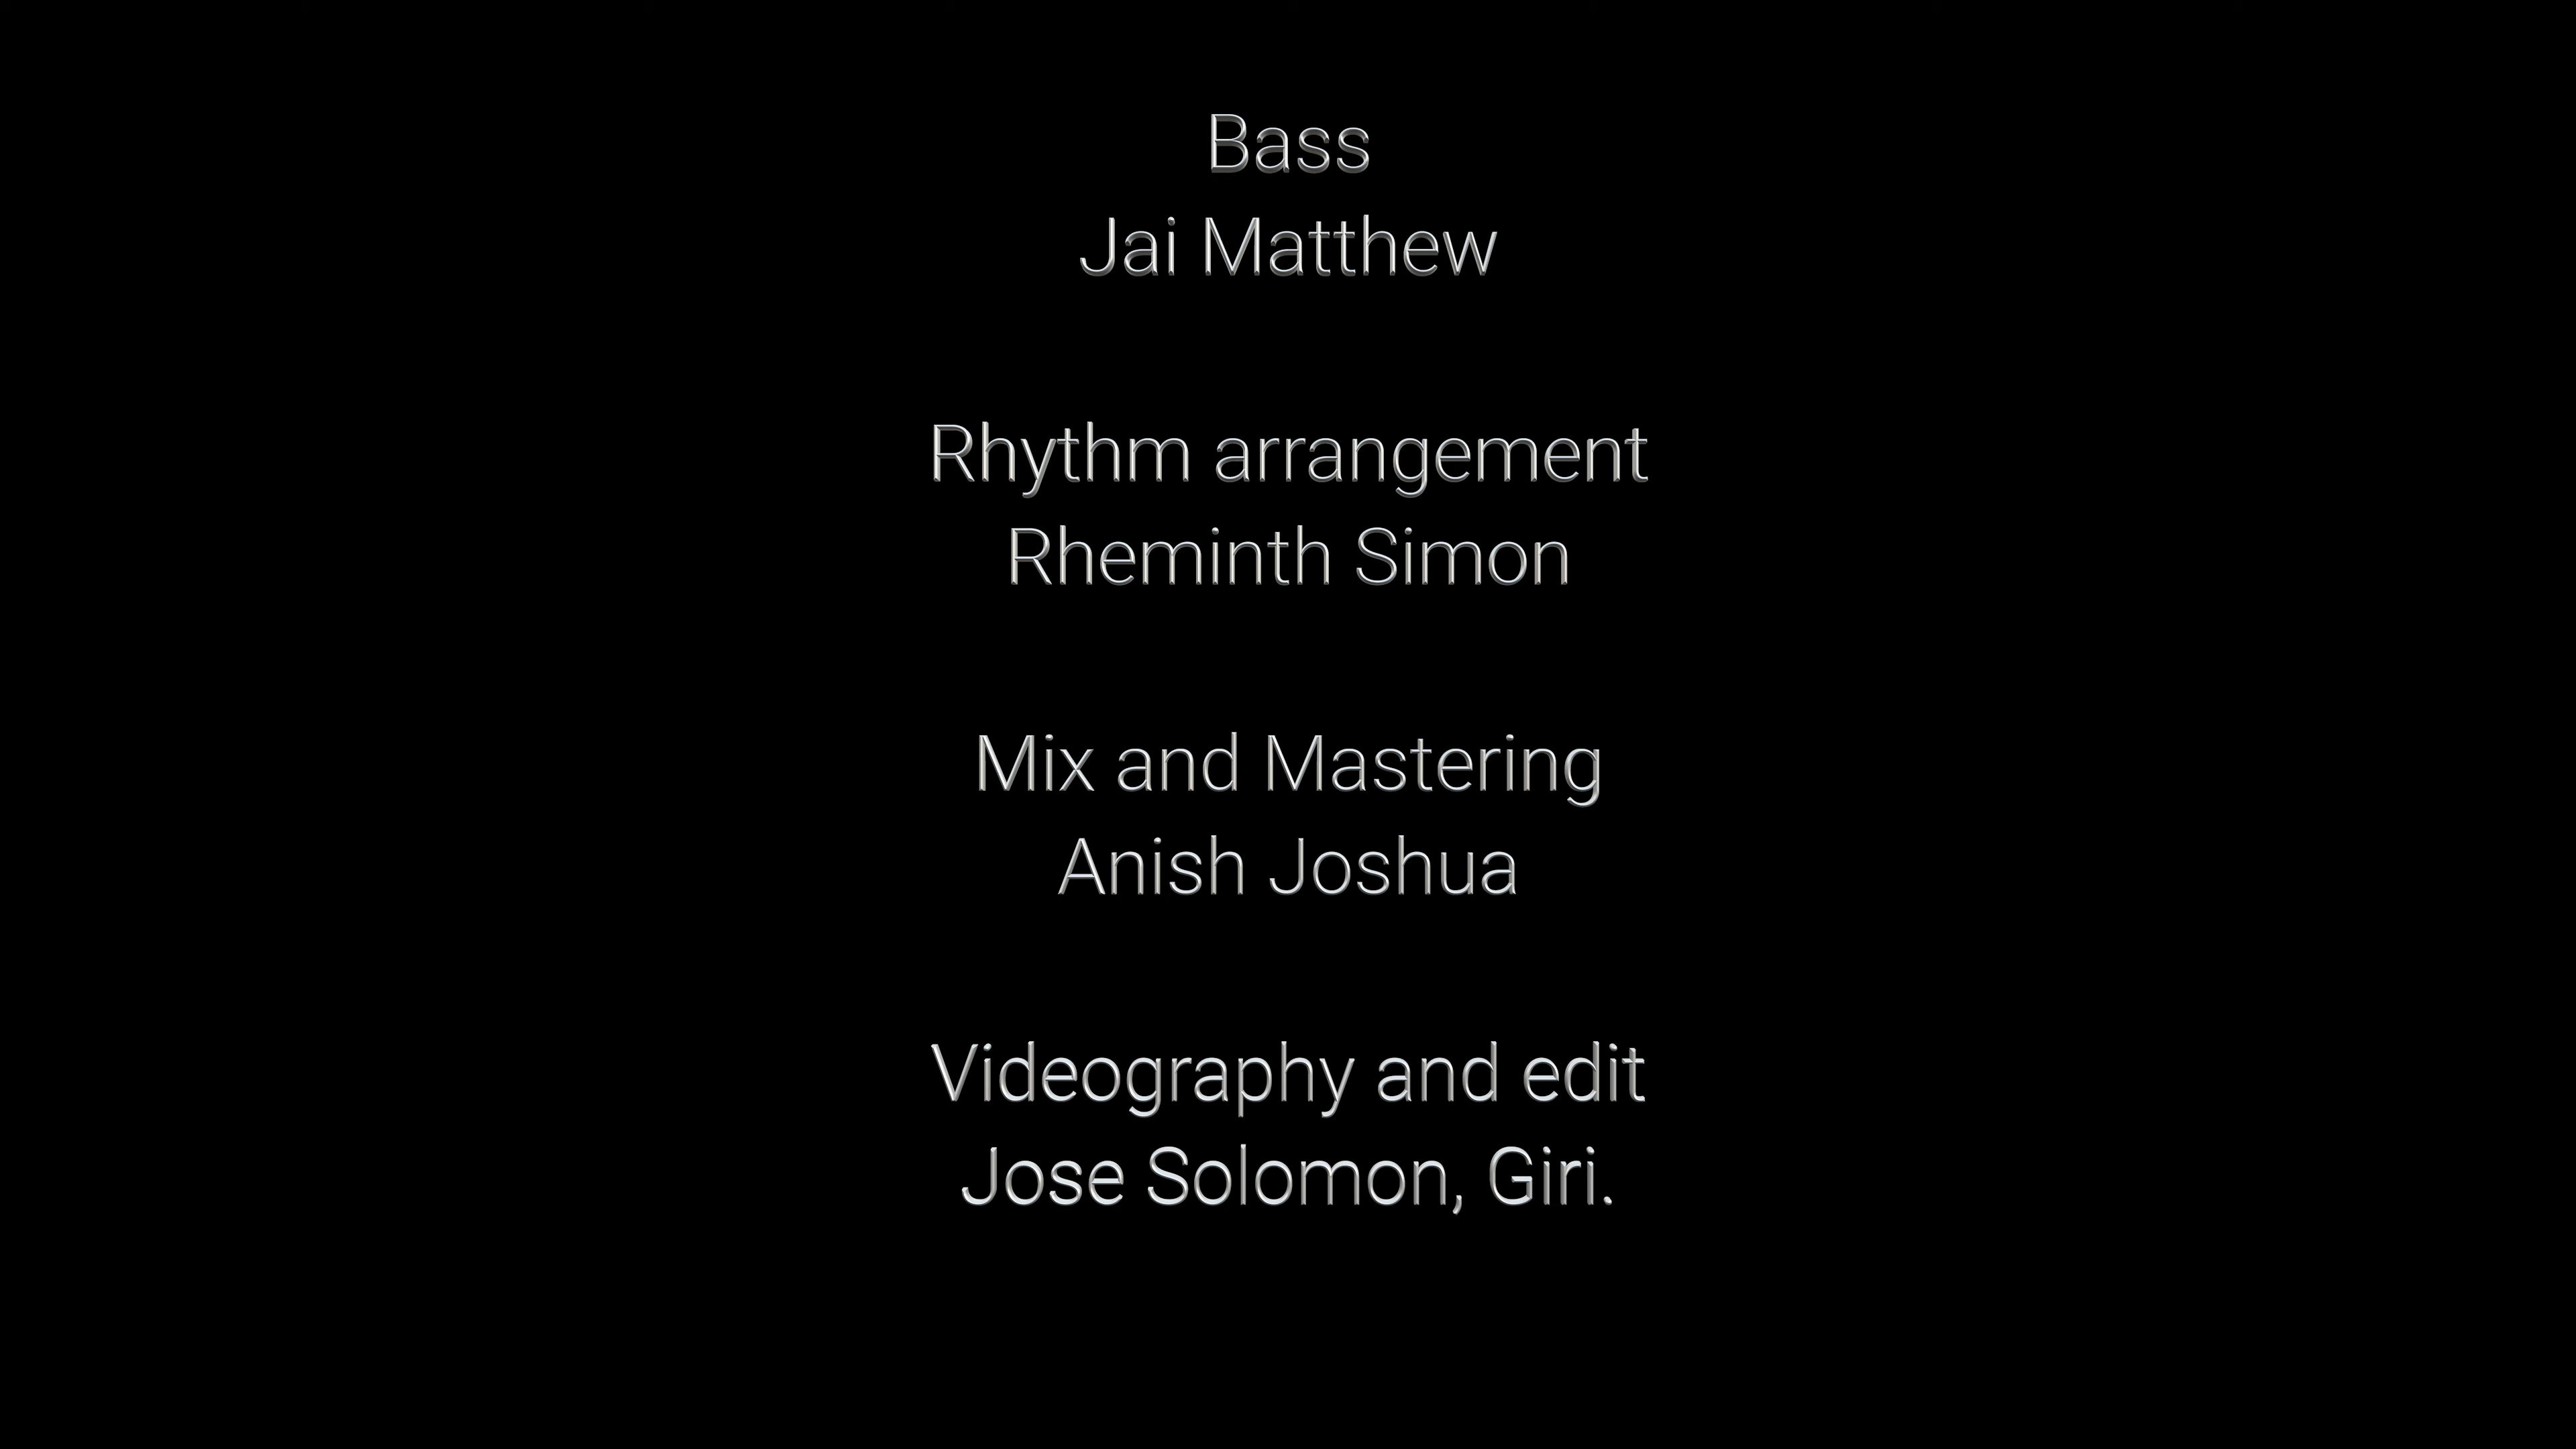 Bass
Jai Matthew
Rhythm arrangement
Rheminth Simon
Mix and Mastering
Anish Joshua
Videography and edit
Jose Solomon, Giri.